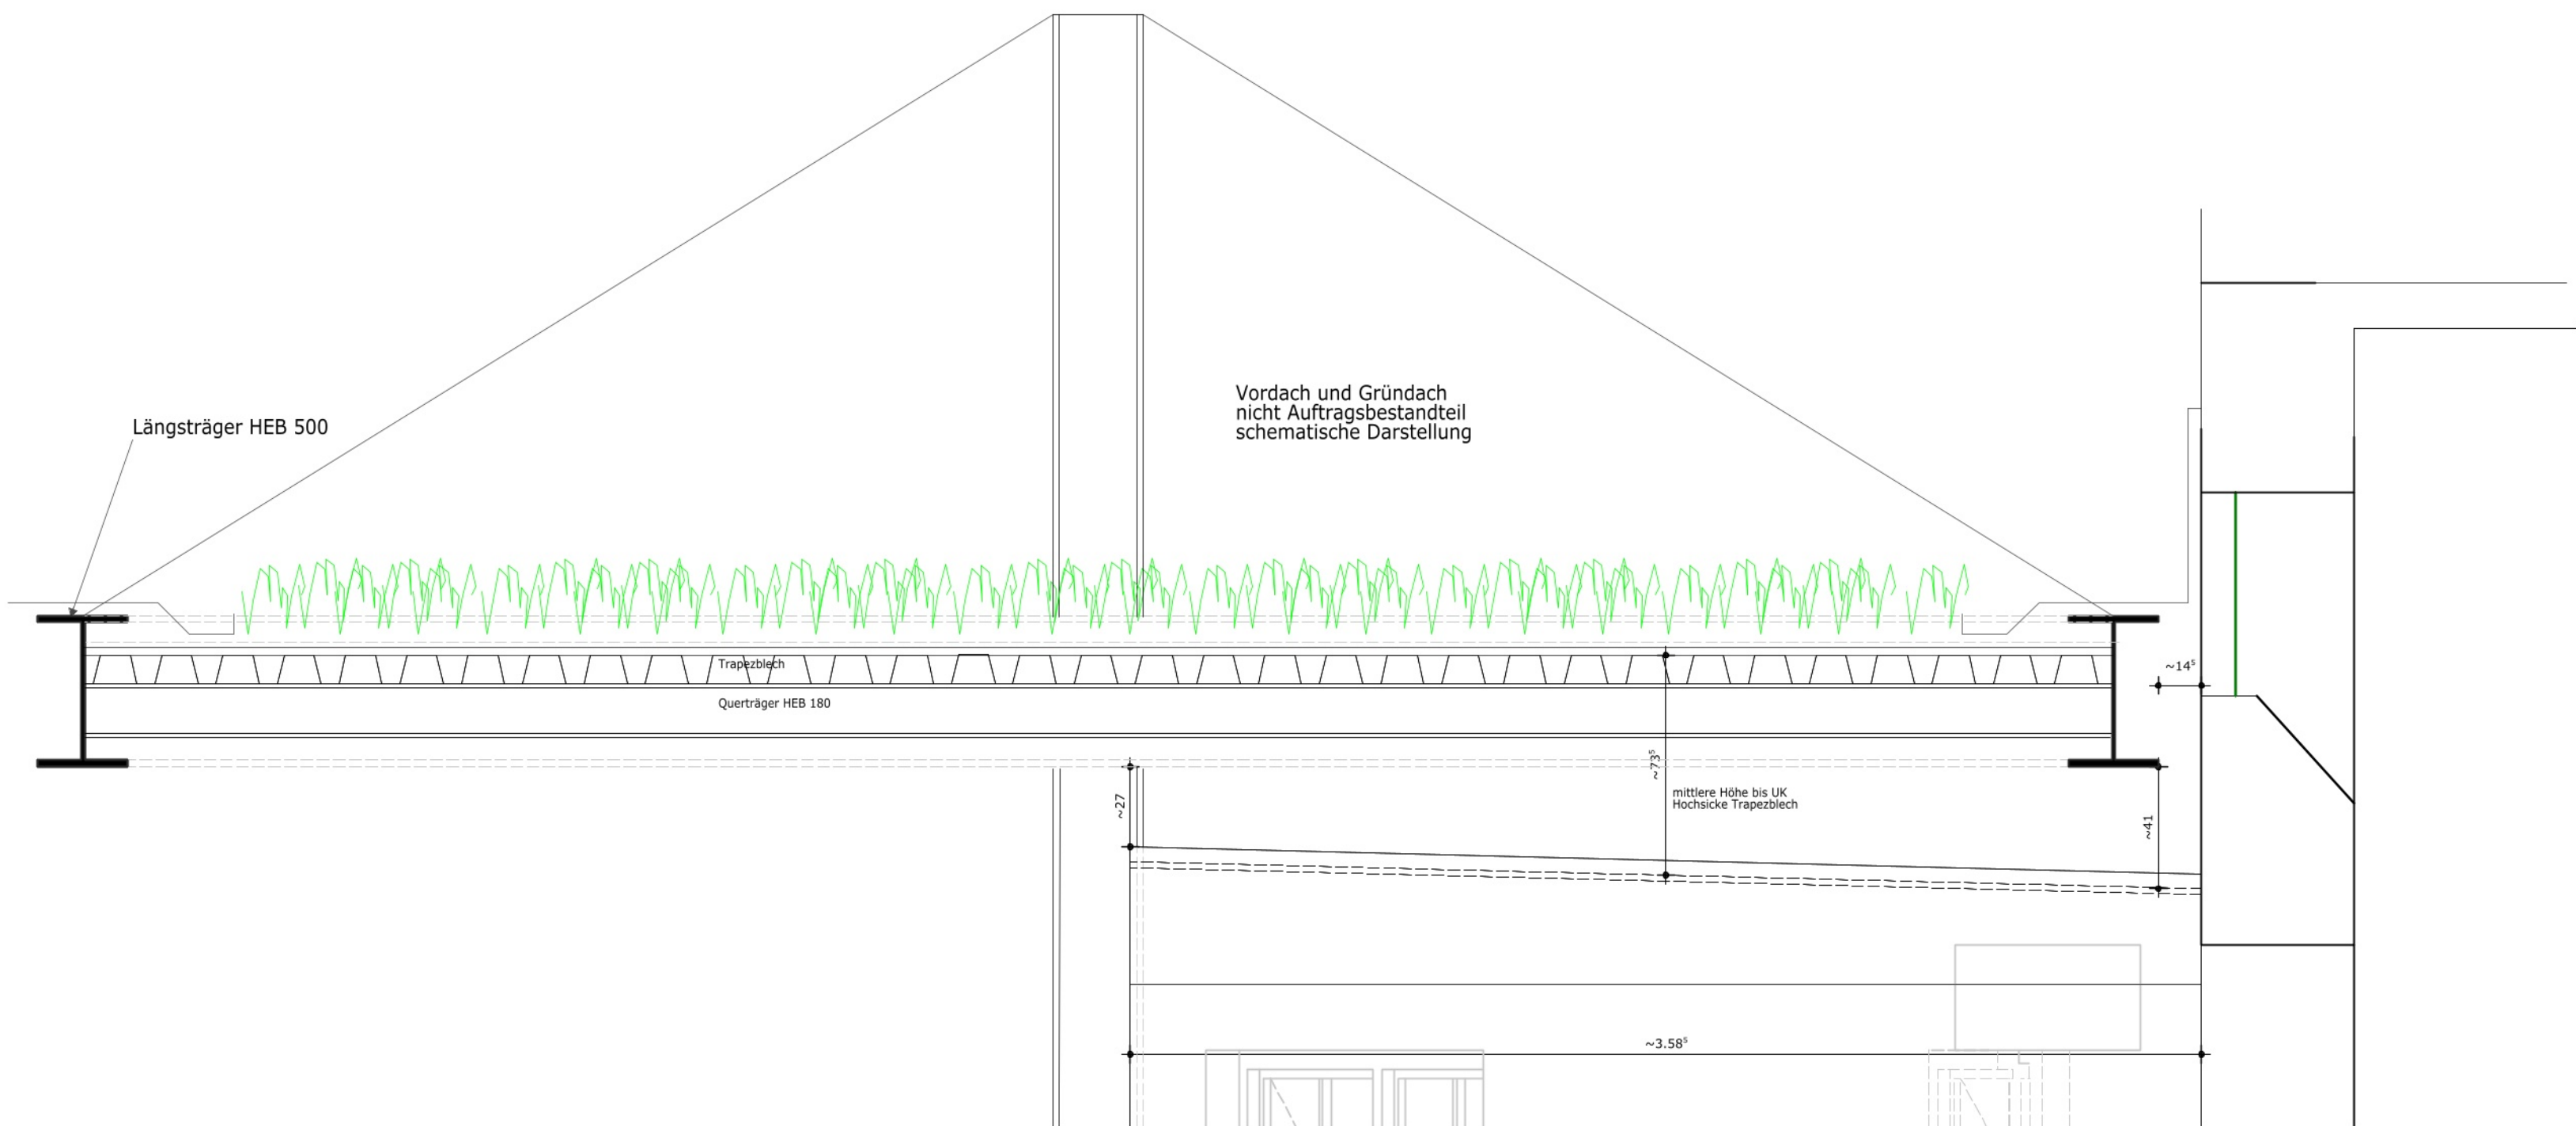 Vordach und Gründach
nicht Auftragsbestandteil
schematische Darstellung
Längsträger HEB 500
Trapezblech
~14⁵
Querträger HEB 180
~73⁵
mittlere Höhe bis UK
Hochsicke Trapezblech
~27
~41
~3.58⁵